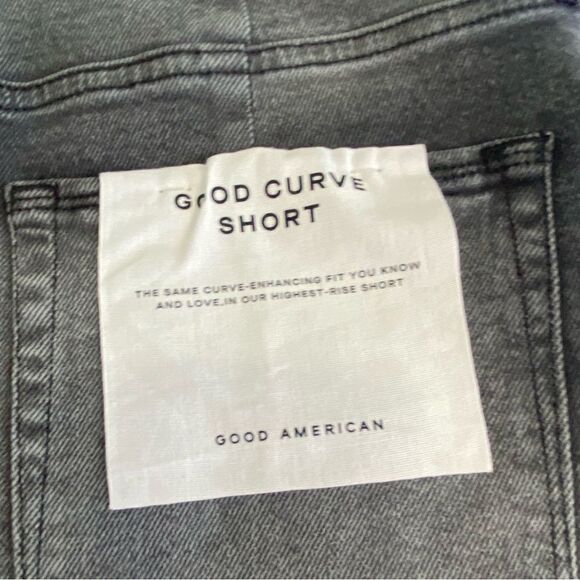 GOOD CURVE
SHORT
THE SAME CURVE-ENHANCING FIT YOU KNOW
AND LOVE,IN OUR HIGHEST-RISE SHORT
GOOD AMERICAN